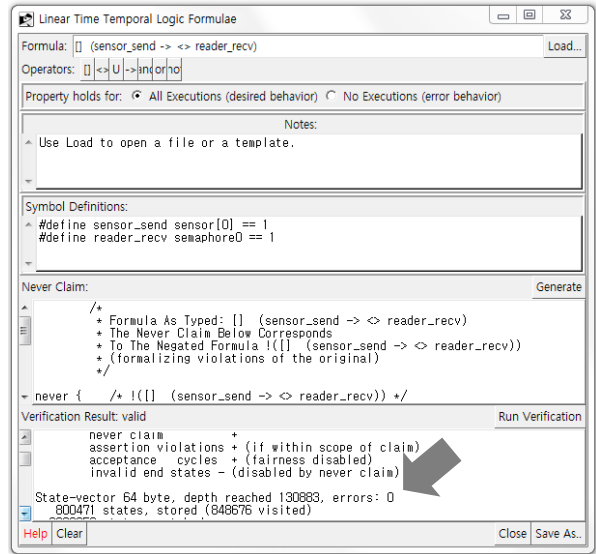 Linear Time Temporal Logic Formulae
Formula: [] (sensor_send -> <> reader_recv) Load...
Operators: [] <> U -> and or not
Property holds for: All Executions (desired behavior) No Executions (error behavior)
Notes:
Use Load to open a file or a template.
Symbol Definitions:
#define sensor_send sensor[0] == 1
#define reader_recv semaphore0 == 1
Never Claim: Generate
/*
* Formula As Typed: [] (sensor_send -> <> reader_recv)
* The Never Claim Below Corresponds
* To The Negated Formula !([] (sensor_send -> <> reader_recv))
* (formalizing violations of the original)
*/
never { /* !([] (sensor_send -> <> reader_recv)) */
Verification Result: valid Run Verification
never claim +
assertion violations + (if within scope of claim)
acceptance cycles + (fairness disabled)
invalid end states - (disabled by never claim)
State-vector 64 byte, depth reached 130883, errors: 0
800471 states, stored (848676 visited)
Help Clear Close Save As..